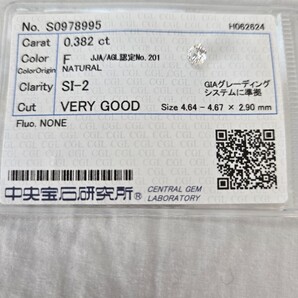 No. S0978995 H062624
Carat 0.382 ct
Color F JJA/AGL認定No.201
ColorOrigin NATURAL
Clarity SI-2 GIAグレーディング
システムに準拠
Cut VERY GOOD Size 4.64 - 4.67 × 2.90 mm
Fluo. NONE
中央宝石研究所® CENTRAL GEM
LABORATORY